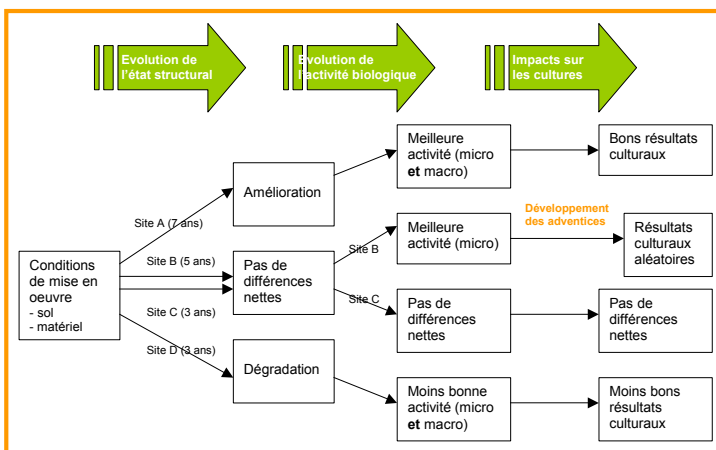 Evolution de
l'état structural
Evolution de
l'activité biologique
Impacts sur
les cultures
Meilleure
activité (micro
et macro)
Bons résultats
culturaux
Amélioration
Développement
des adventices
Site A (7 ans)
Meilleure
activité (micro)
Résultats
culturaux
aléatoires
Site B
Conditions
de mise en
oeuvre
- sol
- matériel
Site B (5 ans)
Pas de
différences
nettes
Site C
Site C (3 ans)
Pas de
différences
nettes
Pas de
différences
nettes
Site D (3 ans)
Dégradation
Moins bonne
activité (micro
et macro)
Moins bons
résultats
culturaux